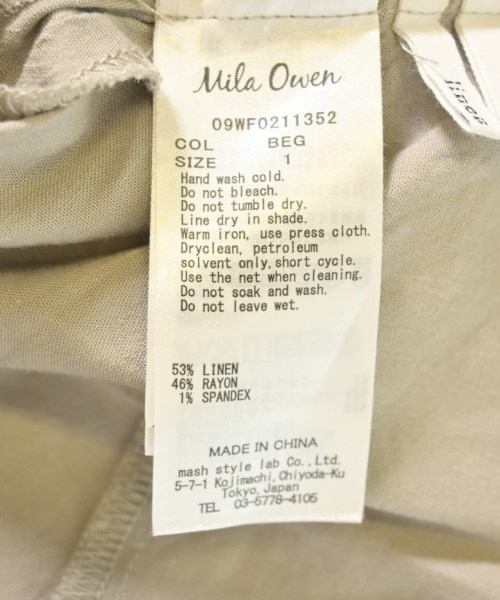 Mila Owen
09WF0211352
COL BEG
SIZE 1
Hand wash cold.
Do not bleach.
Do not tumble dry.
Line dry in shade.
Warm iron, use press cloth.
Dryclean, petroleum
solvent only,short cycle.
Use the net when cleaning.
Do not soak and wash.
Do not leave wet.
53% LINEN
46% RAYON
1% SPANDEX
MADE IN CHINA
mash style lab Co.,Ltd.
5-7-1 Kojimachi,Chiyoda-Ku
Tokyo,Japan
TEL 03-5778-4105